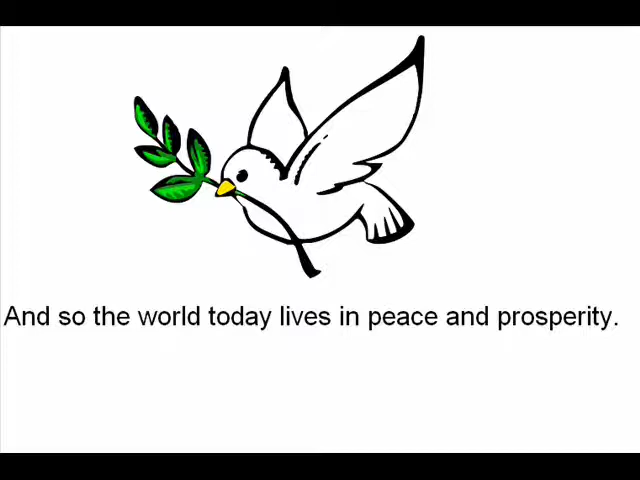 And so the world today lives in peace and prosperity.